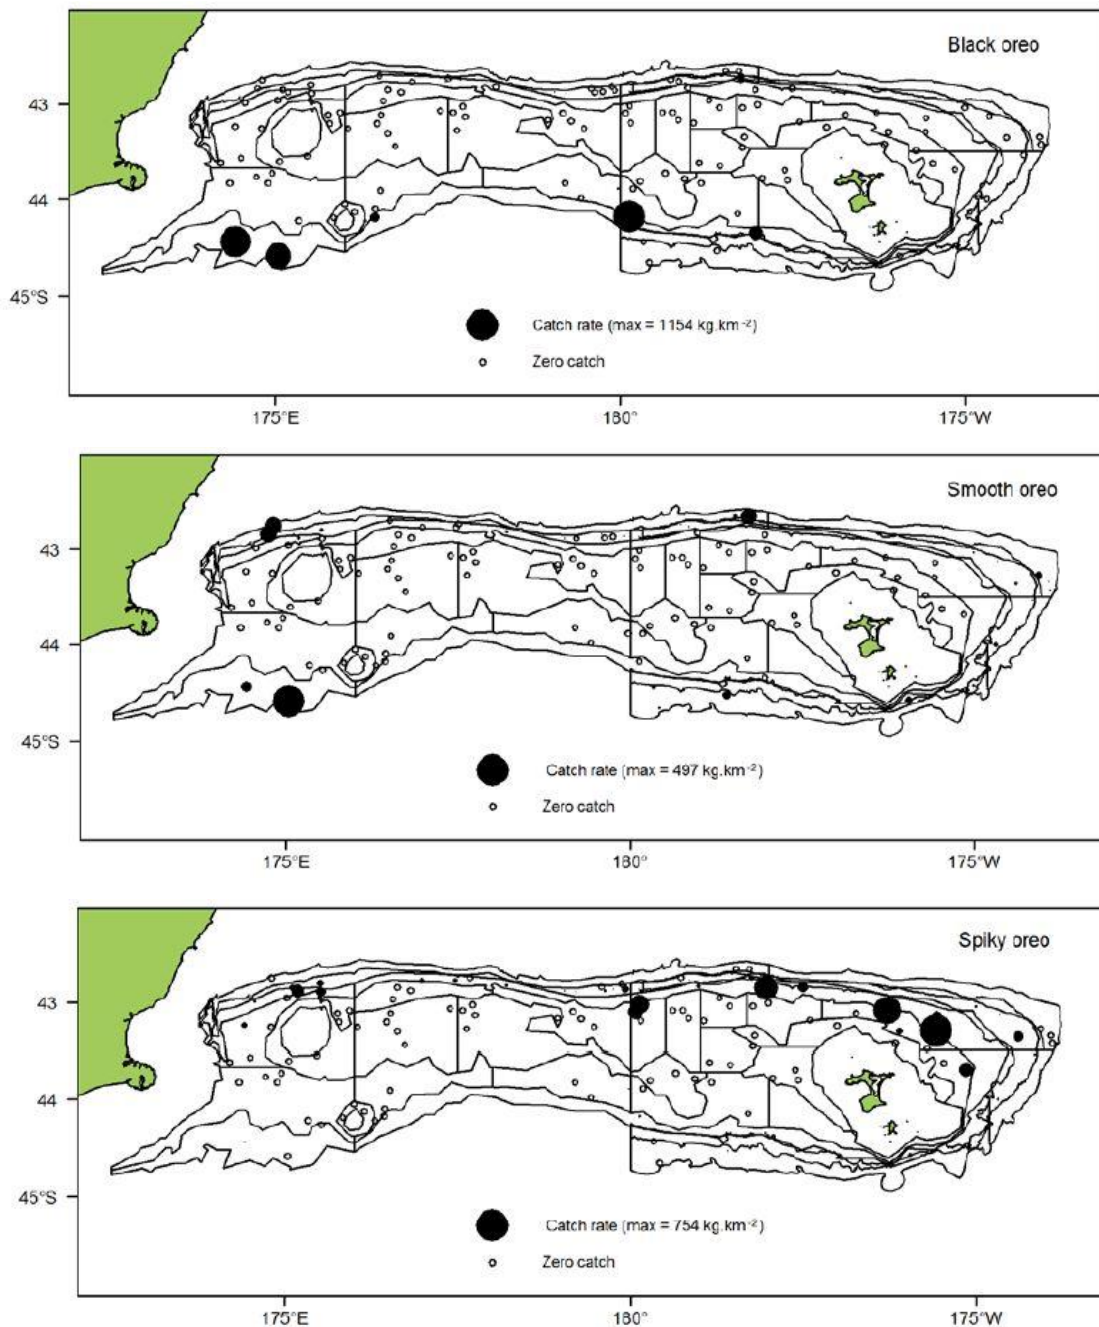 Black oreo
43
44
45°S
Catch rate (max = 1154 kg.km-2)
Zero catch
175°E
180°
175°W
Smooth oreo
43
44
45°S
Catch rate (max = 497 kg.km-2)
Zero catch
175°E
180°
175°W
Spiky oreo
43
44
45°S
Catch rate (max = 754 kg.km-2)
Zero catch
175°E
180°
175°W